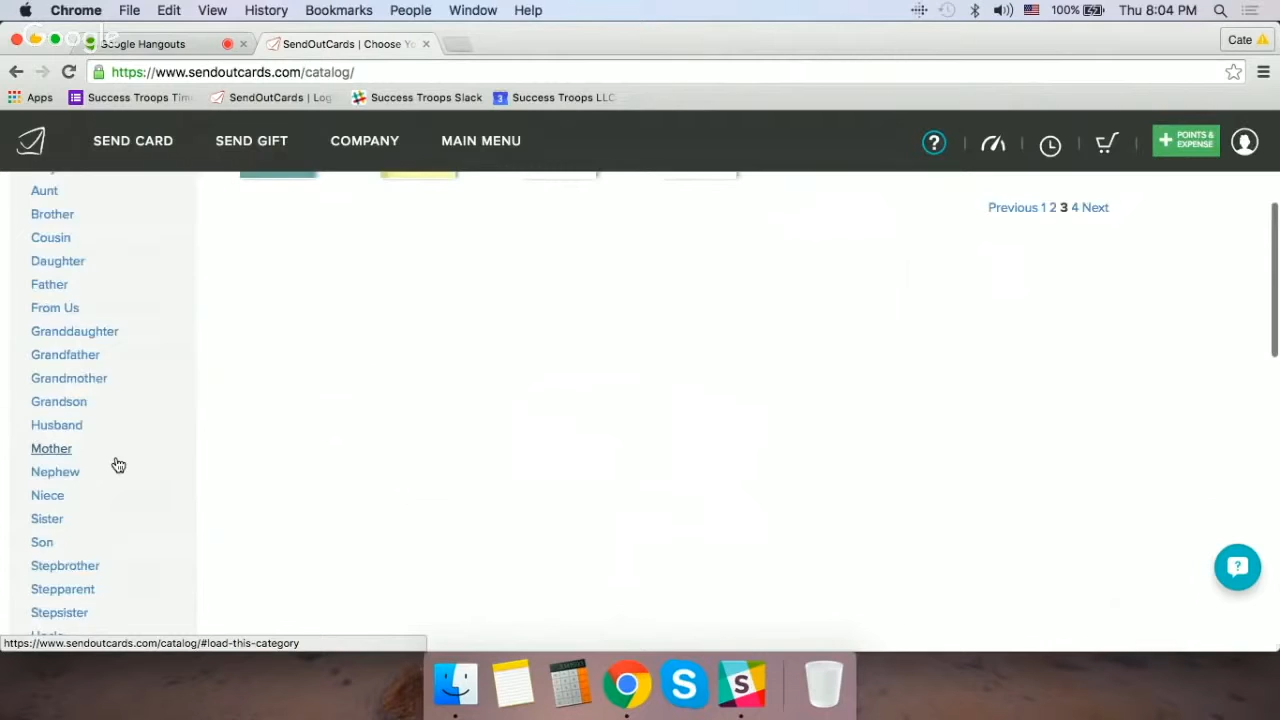 Chrome File Edit View History Bookmarks People Window Help 100% Thu 8:04 PM
Google
Google Hangouts SendOutCards | Choose Yo Cate
https://www.sendoutcards.com/catalog/
Apps Success Troops Tim SendOutCards | Log Success Troops Slack 3 Success Troops LLC
SEND CARD SEND GIFT COMPANY MAIN MENU ? + POINTS & EXPENSE
Aunt
Previous 1 2 3 4 Next
Brother
Cousin
Daughter
Father
From Us
Granddaughter
Grandfather
Grandmother
Grandson
Husband
Mother
Nephew
Niece
Sister
Son
Stepbrother
Stepparent
Stepsister
https://www.sendoutcards.com/catalog/#load-this-category